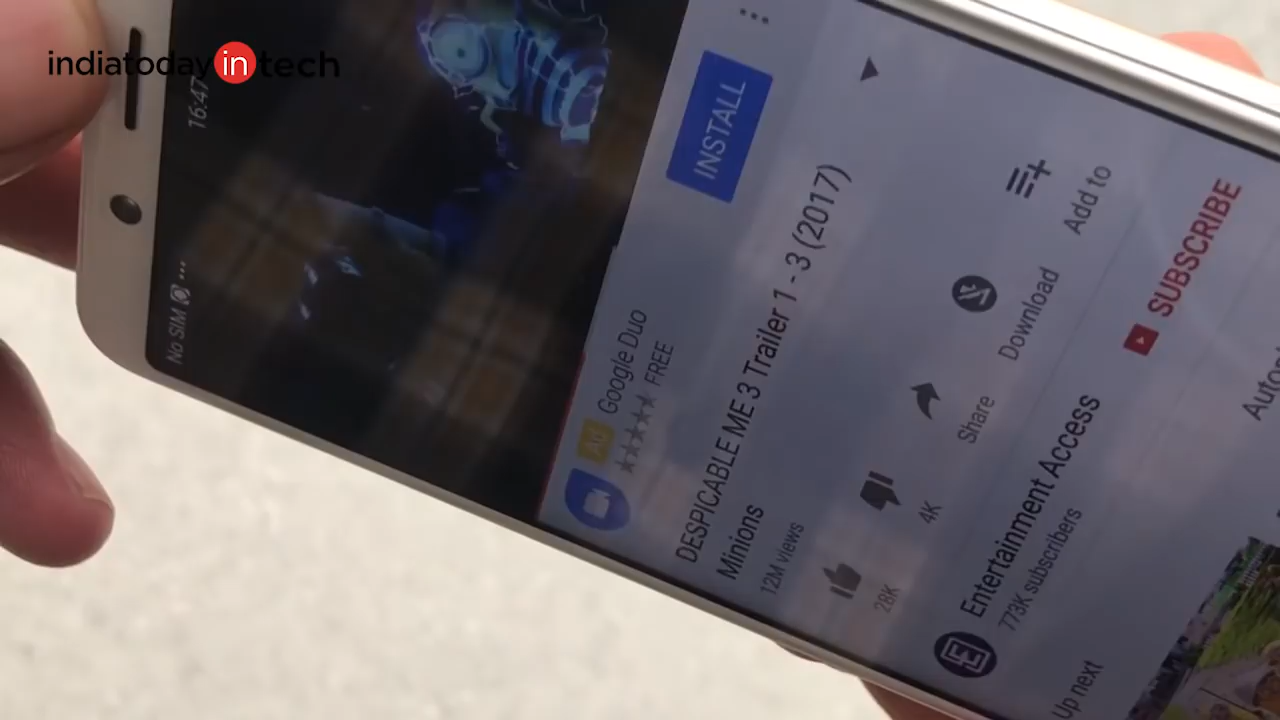 indiatoday in tech
16:47
No SIM ...
Ad Google Duo
FREE
INSTALL
DESPICABLE ME 3 Trailer 1 - 3 (2017)
Minions
12M views
28K
4K
Share
Download
Add to
Entertainment Access
773K subscribers
SUBSCRIBE
Up next